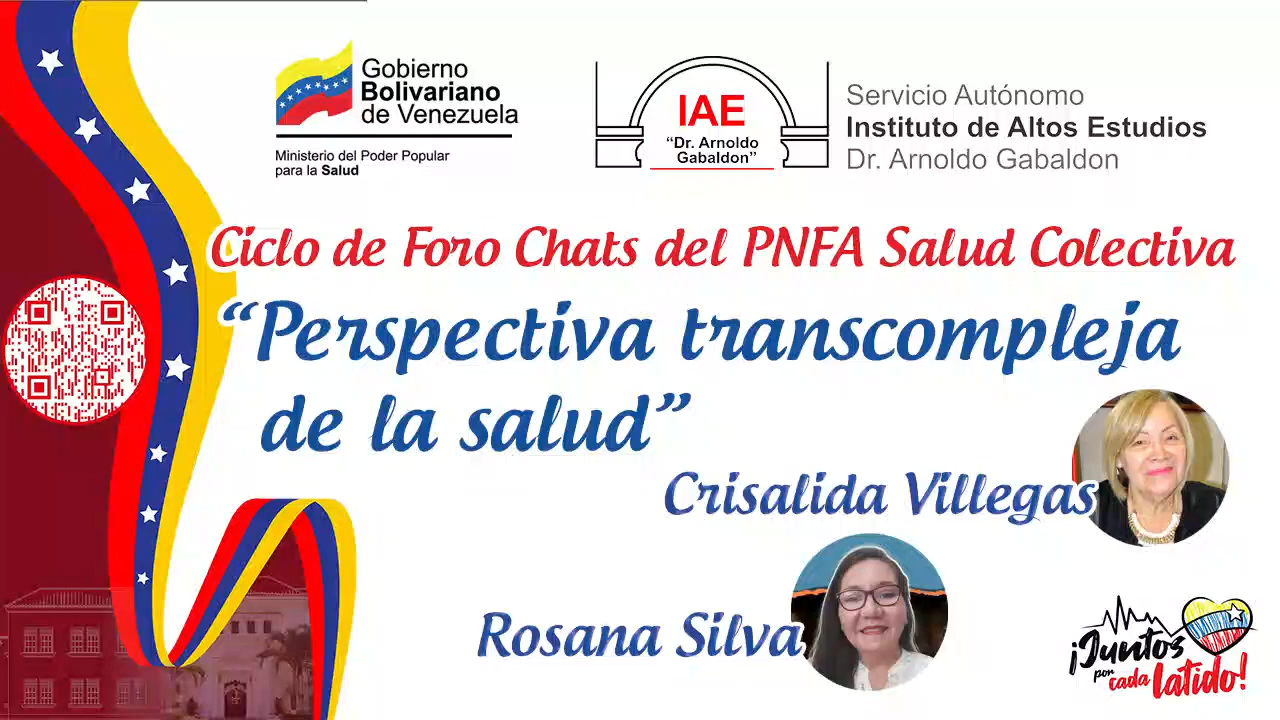 Gobierno
Bolivariano
de Venezuela
Ministerio del Poder Popular
para la Salud
IAE
“Dr. Arnoldo
Gabaldon”
Servicio Autónomo
Instituto de Altos Estudios
Dr. Arnoldo Gabaldon
Ciclo de Foro Chats del PNFA Salud Colectiva
“Perspectiva transcompleja
de la salud”
Crisalida Villegas
Rosana Silva
¡Juntos
por
cada latido!